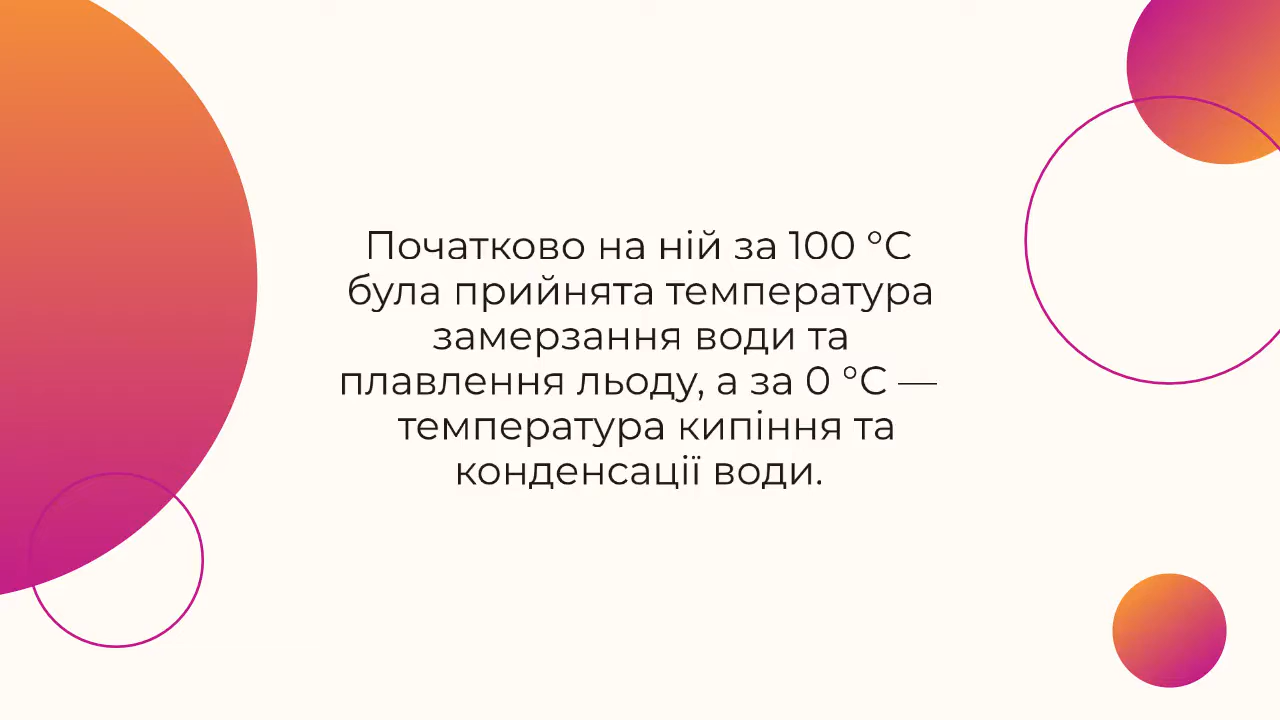 Початково на ній за 100 °C
була прийнята температура
замерзання води та
плавлення льоду, а за 0 °C —
температура кипіння та
конденсації води.